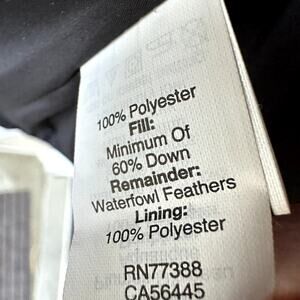 100% Polyester
Fill:
Minimum Of
60% Down
Remainder:
Waterfowl Feathers
Lining:
100% Polyester
RN77388
CA56445